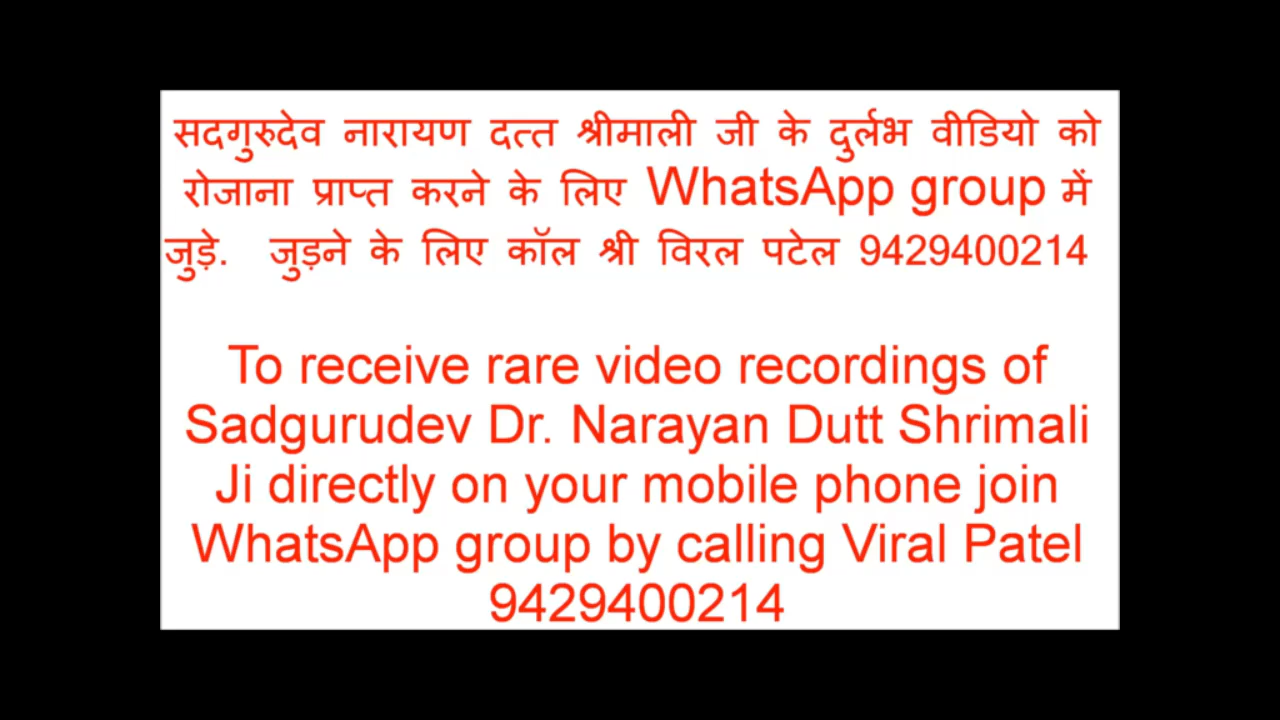 सदगुरुदेव नारायण दत्त श्रीमाली जी के दुर्लभ वीडियो को
रोजाना प्राप्त करने के लिए WhatsApp group में
जुड़े. जुड़ने के लिए कॉल श्री विरल पटेल 9429400214
To receive rare video recordings of
Sadgurudev Dr. Narayan Dutt Shrimali
Ji directly on your mobile phone join
WhatsApp group by calling Viral Patel
9429400214